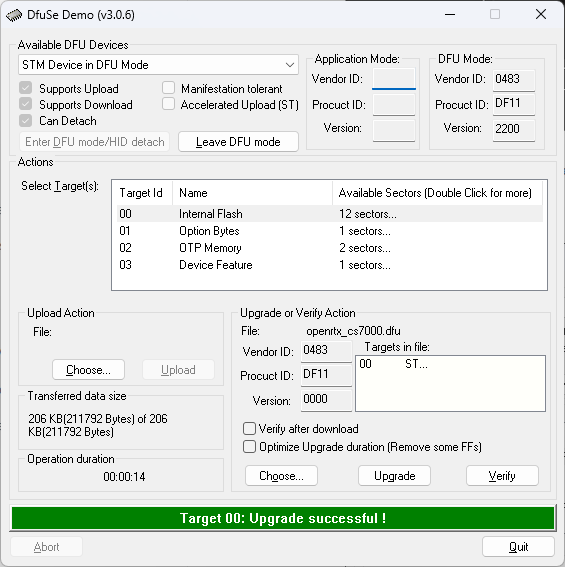 DfuSe Demo (v3.0.6)
Available DFU Devices
STM Device in DFU Mode
Supports Upload
Manifestation tolerant
Supports Download
Accelerated Upload (ST)
Can Detach
Enter DFU mode/HID detach
Leave DFU mode
Application Mode:
Vendor ID:
Procuct ID:
Version:
DFU Mode:
Vendor ID: 0483
Procuct ID: DF11
Version: 2200
Actions
Select Target(s):
Target Id Name Available Sectors (Double Click for more)
00 Internal Flash 12 sectors...
01 Option Bytes 1 sectors...
02 OTP Memory 2 sectors...
03 Device Feature 1 sectors...
Upload Action
File:
Choose...
Upload
Transferred data size
206 KB(211792 Bytes) of 206
KB(211792 Bytes)
Operation duration
00:00:14
Upgrade or Verify Action
File: openrtx_cs7000.dfu
Vendor ID: 0483
Procuct ID: DF11
Version: 0000
Targets in file:
00 ST...
Verify after download
Optimize Upgrade duration (Remove some FFs)
Choose...
Upgrade
Verify
Target 00: Upgrade successful !
Abort
Quit